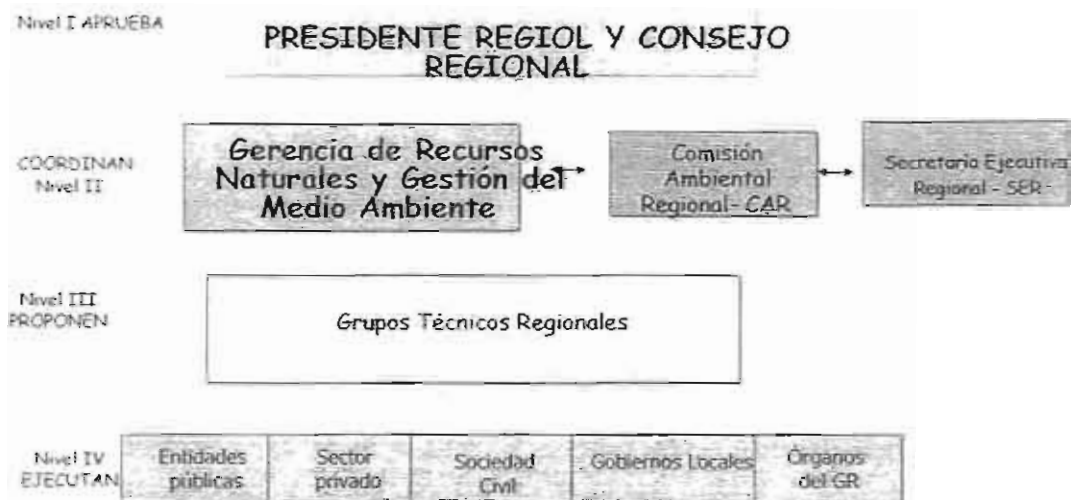 Nivel I APRUEBA
PRESIDENTE REGIOL Y CONSEJO
REGIONAL
COORDINAN
Nivel II
Gerencia de Recursos
Naturales y Gestión del
Medio Ambiente
Comisión
Ambiental
Regional- CAR
Secretaría Ejecutiva
Regional - SER-
Nivel III
PROPONEN
Grupos Técnicos Regionales
Nivel IV
EJECUTAN
Entidades
públicas
Sector
privado
Sociedad
Civil
Gobiernos Locales
Órganos
del GR